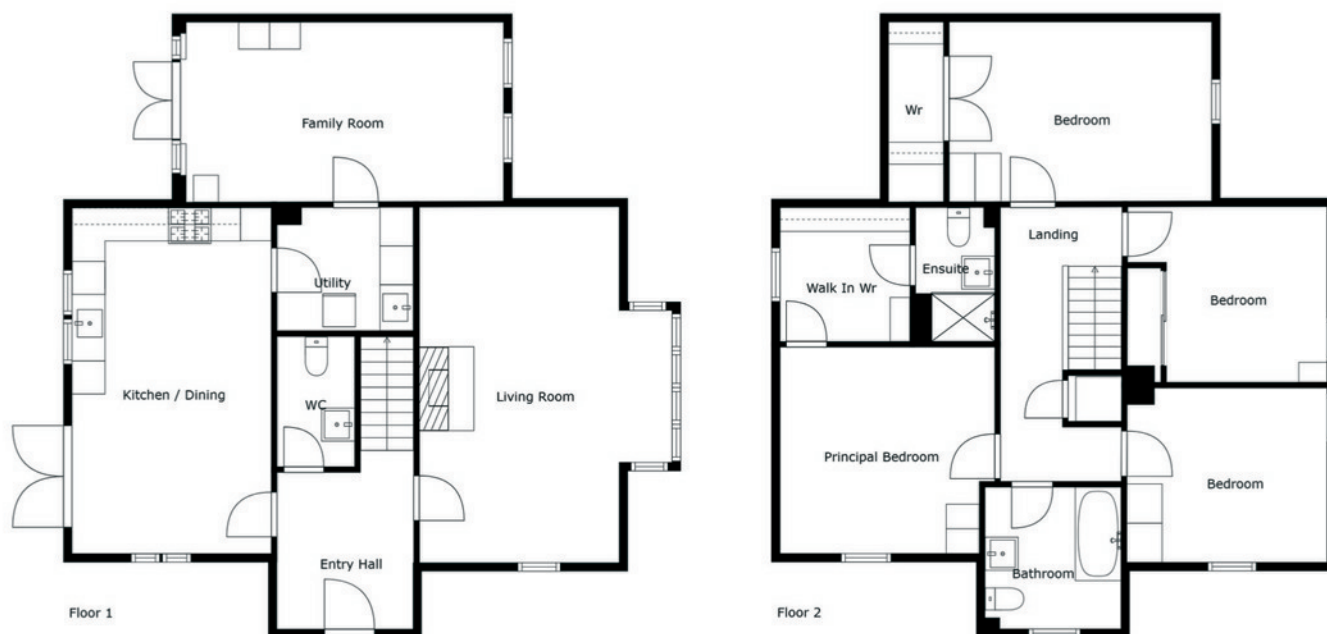 Family Room
Utility
Kitchen / Dining
WC
Living Room
Entry Hall
Floor 1
Wr
Bedroom
Landing
Ensuite
Walk In Wr
Bedroom
Principal Bedroom
Bedroom
Bathroom
Floor 2